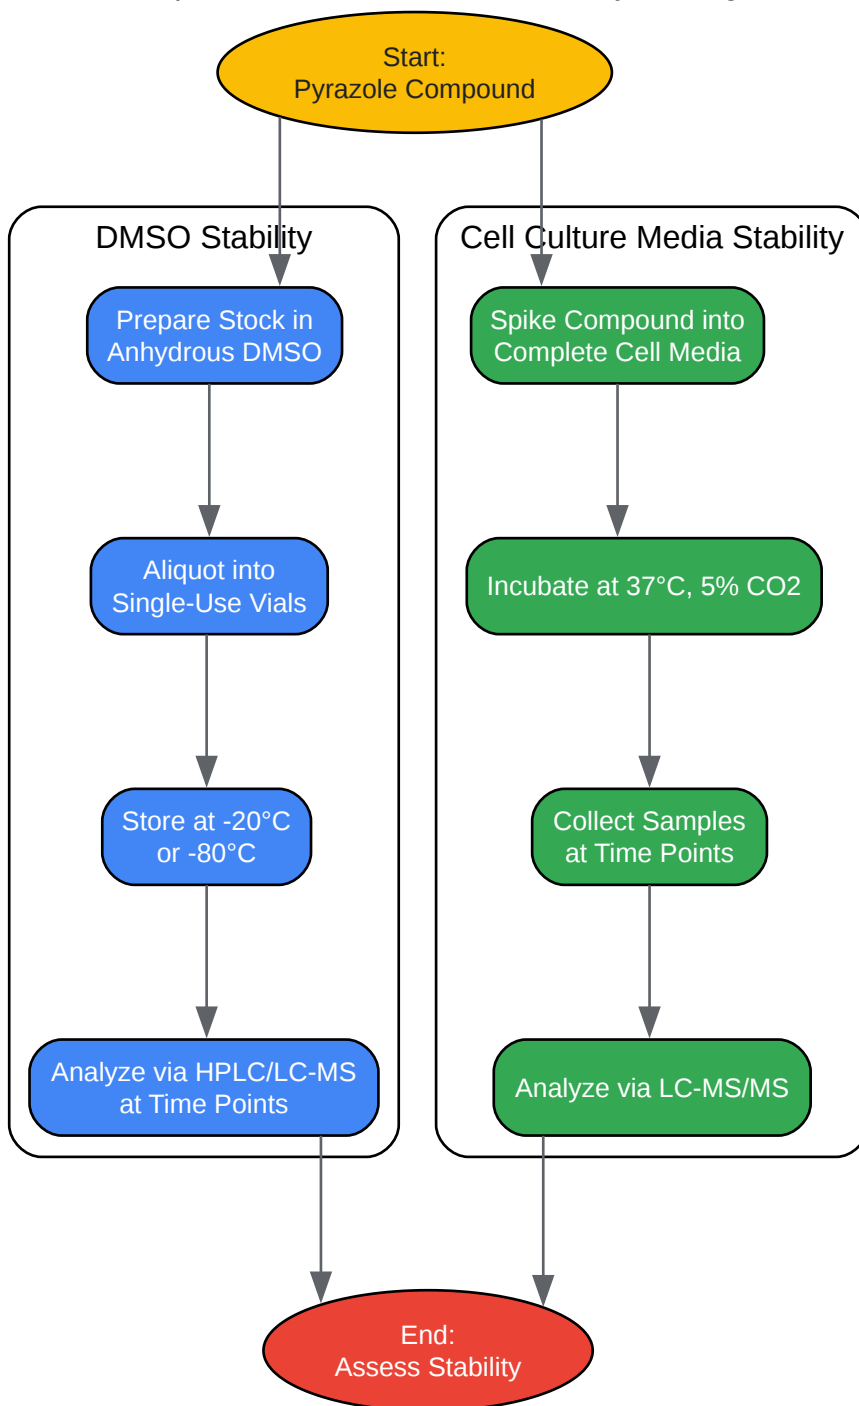 Start:
Pyrazole Compound
DMSO Stability
Prepare Stock in
Anhydrous DMSO
Aliquot into
Single-Use Vials
Store at -20°C
or -80°C
Analyze via HPLC/LC-MS
at Time Points
Cell Culture Media Stability
Spike Compound into
Complete Cell Media
Incubate at 37°C, 5% CO2
Collect Samples
at Time Points
Analyze via LC-MS/MS
End:
Assess Stability